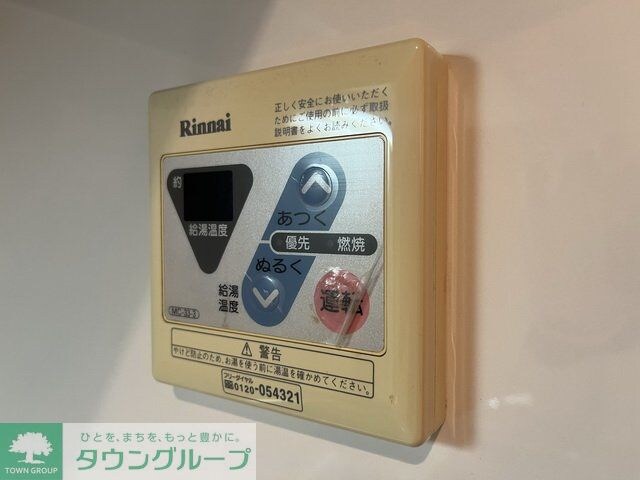 Rinnai
正しく安全にお使いいただく
ためにご使用の前に必ず取扱
説明書をよくお読みください。
約
給湯温度
あつく
優先 燃焼
ぬるく
給湯
温度
運転
MC-33-3
警告
やけど防止のため、お湯を使う前に湯温を確かめてください。
フリーダイヤル
0120-054321
TOWN GROUP
ひとを、まちを、もっと豊かに。
タウングループ